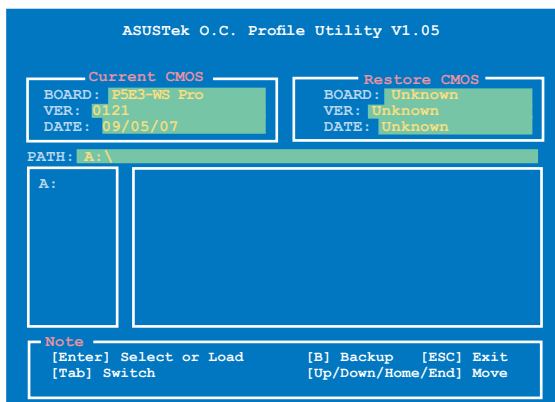 ASUSTek O.C. Profile Utility V1.05
Current CMOS
BOARD: P5E3-WS Pro
VER: 0121
DATE: 09/05/07
Restore CMOS
BOARD: Unknown
VER: Unknown
DATE: Unknown
PATH: A:\
A:
Note
[Enter] Select or Load [B] Backup [ESC] Exit
[Tab] Switch [Up/Down/Home/End] Move